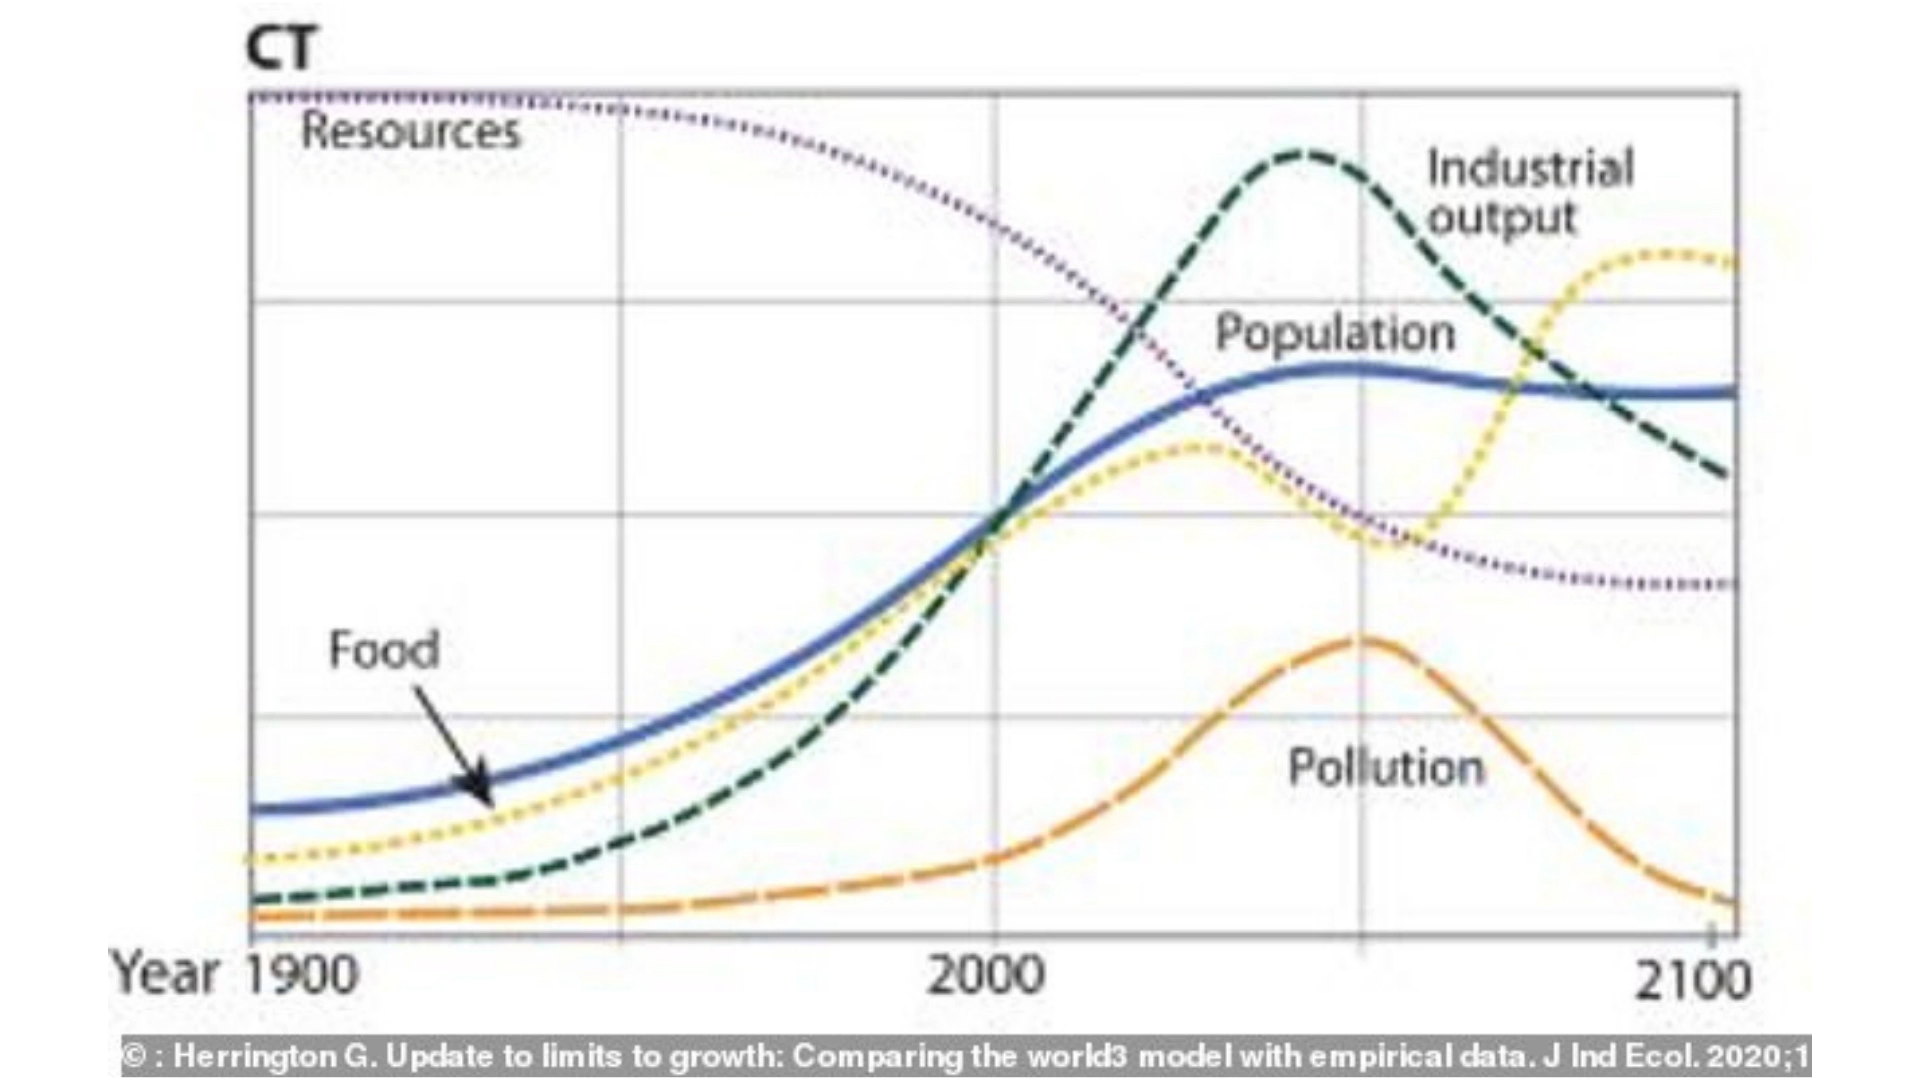 CT
Resources
Industrial
output
Population
Food
Pollution
Year 1900
2000
2100
© : Herrington G. Update to limits to growth: Comparing the world3 model with empirical data. J Ind Ecol. 2020;1